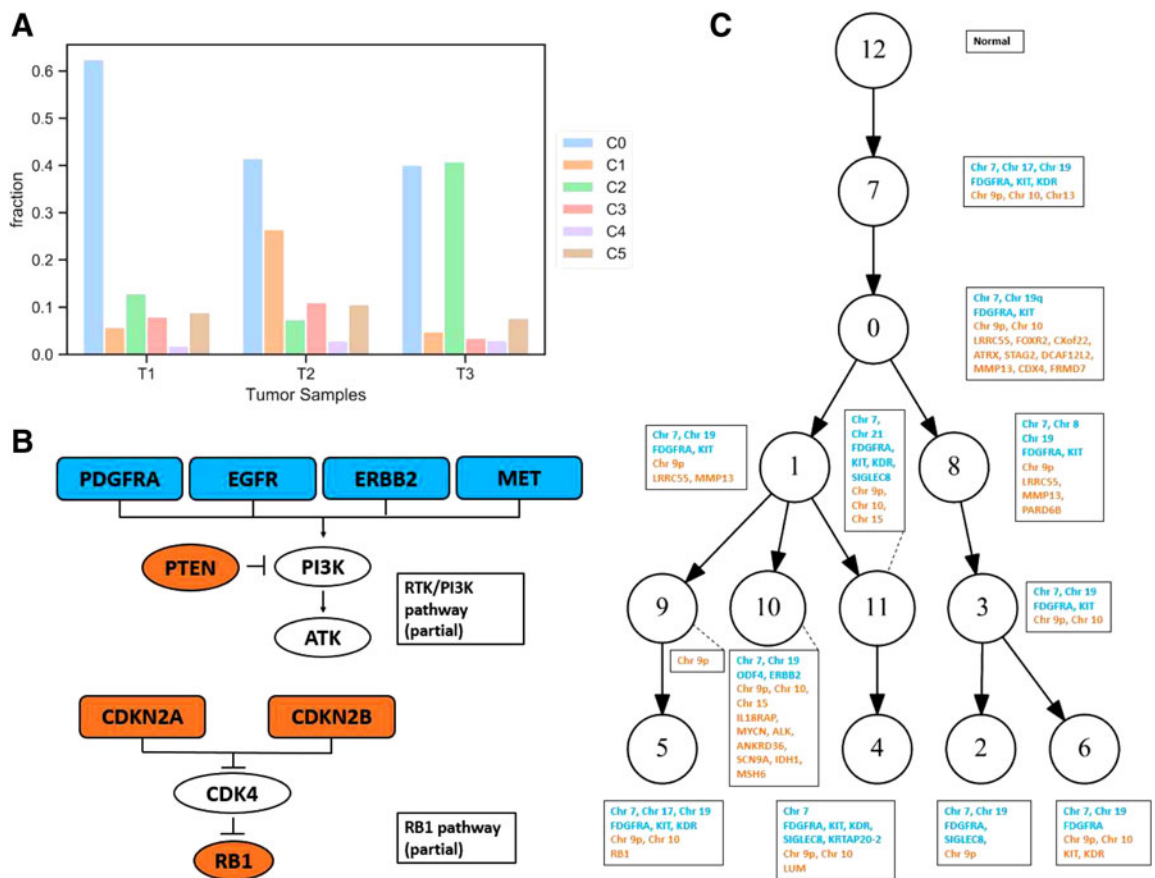 A
0.6
0.5
0.4
0.3
0.2
0.1
0.0
fraction
T1
T2
T3
Tumor Samples
C0
C1
C2
C3
C4
C5
B
PDGFRA
EGFR
ERBB2
MET
PTEN
PI3K
ATK
RTK/PI3K
pathway
(partial)
CDKN2A
CDKN2B
CDK4
RB1
RB1 pathway
(partial)
C
12
Normal
7
Chr 7, Chr 17, Chr 19
FDGFRA, KIT, KDR
Chr 9p, Chr 10, Chr13
0
Chr 7, Chr 19q
FDGFRA, KIT
Chr 9p, Chr 10
LRRC55, FOXR2, CXof22,
ATRX, STAG2, DCAF12L2,
MMP13, CDX4, FRMD7
Chr 7, Chr 19
FDGFRA, KIT
Chr 9p
LRRC55, MMP13
1
Chr 7,
Chr 21
FDGFRA,
KIT, KDR,
SIGLEC8
Chr 9p,
Chr 10,
Chr 15
8
Chr 7, Chr 8
Chr 19
FDGFRA, KIT
Chr 9p
LRRC55,
MMP13,
PARD6B
9
Chr 9p
10
Chr 7, Chr 19
ODF4, ERBB2
Chr 9p, Chr 10,
Chr 15
IL18RAP,
MYCN, ALK,
ANKRD36,
SCN9A, IDH1,
MSH6
11
3
Chr 7, Chr 19
FDGFRA, KIT
Chr 9p, Chr 10
5
Chr 7, Chr 17, Chr 19
FDGFRA, KIT, KDR
Chr 9p, Chr 10
RB1
4
Chr 7
FDGFRA, KIT, KDR,
SIGLEC8, KRTAP20-2
Chr 9p, Chr 10
LUM
2
Chr 7, Chr 19
FDGFRA,
SIGLEC8,
Chr 9p
6
Chr 7, Chr 19
FDGFRA
Chr 9p, Chr 10
KIT, KDR